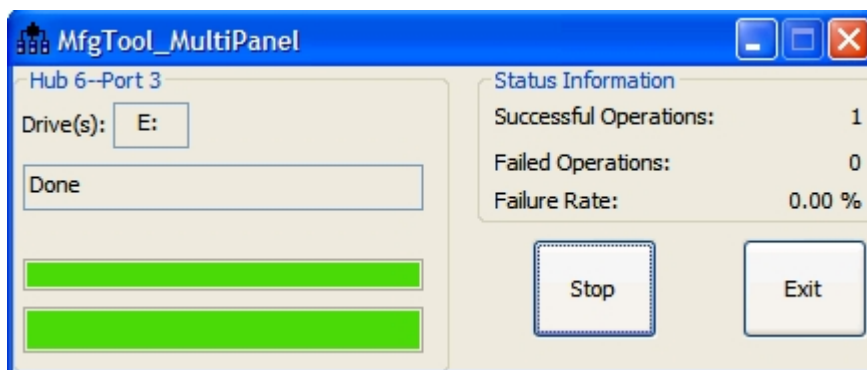 MfgTool_MultiPanel
Hub 6--Port 3
Drive(s): E:
Done
Status Information
Successful Operations: 1
Failed Operations: 0
Failure Rate: 0.00 %
Stop Exit